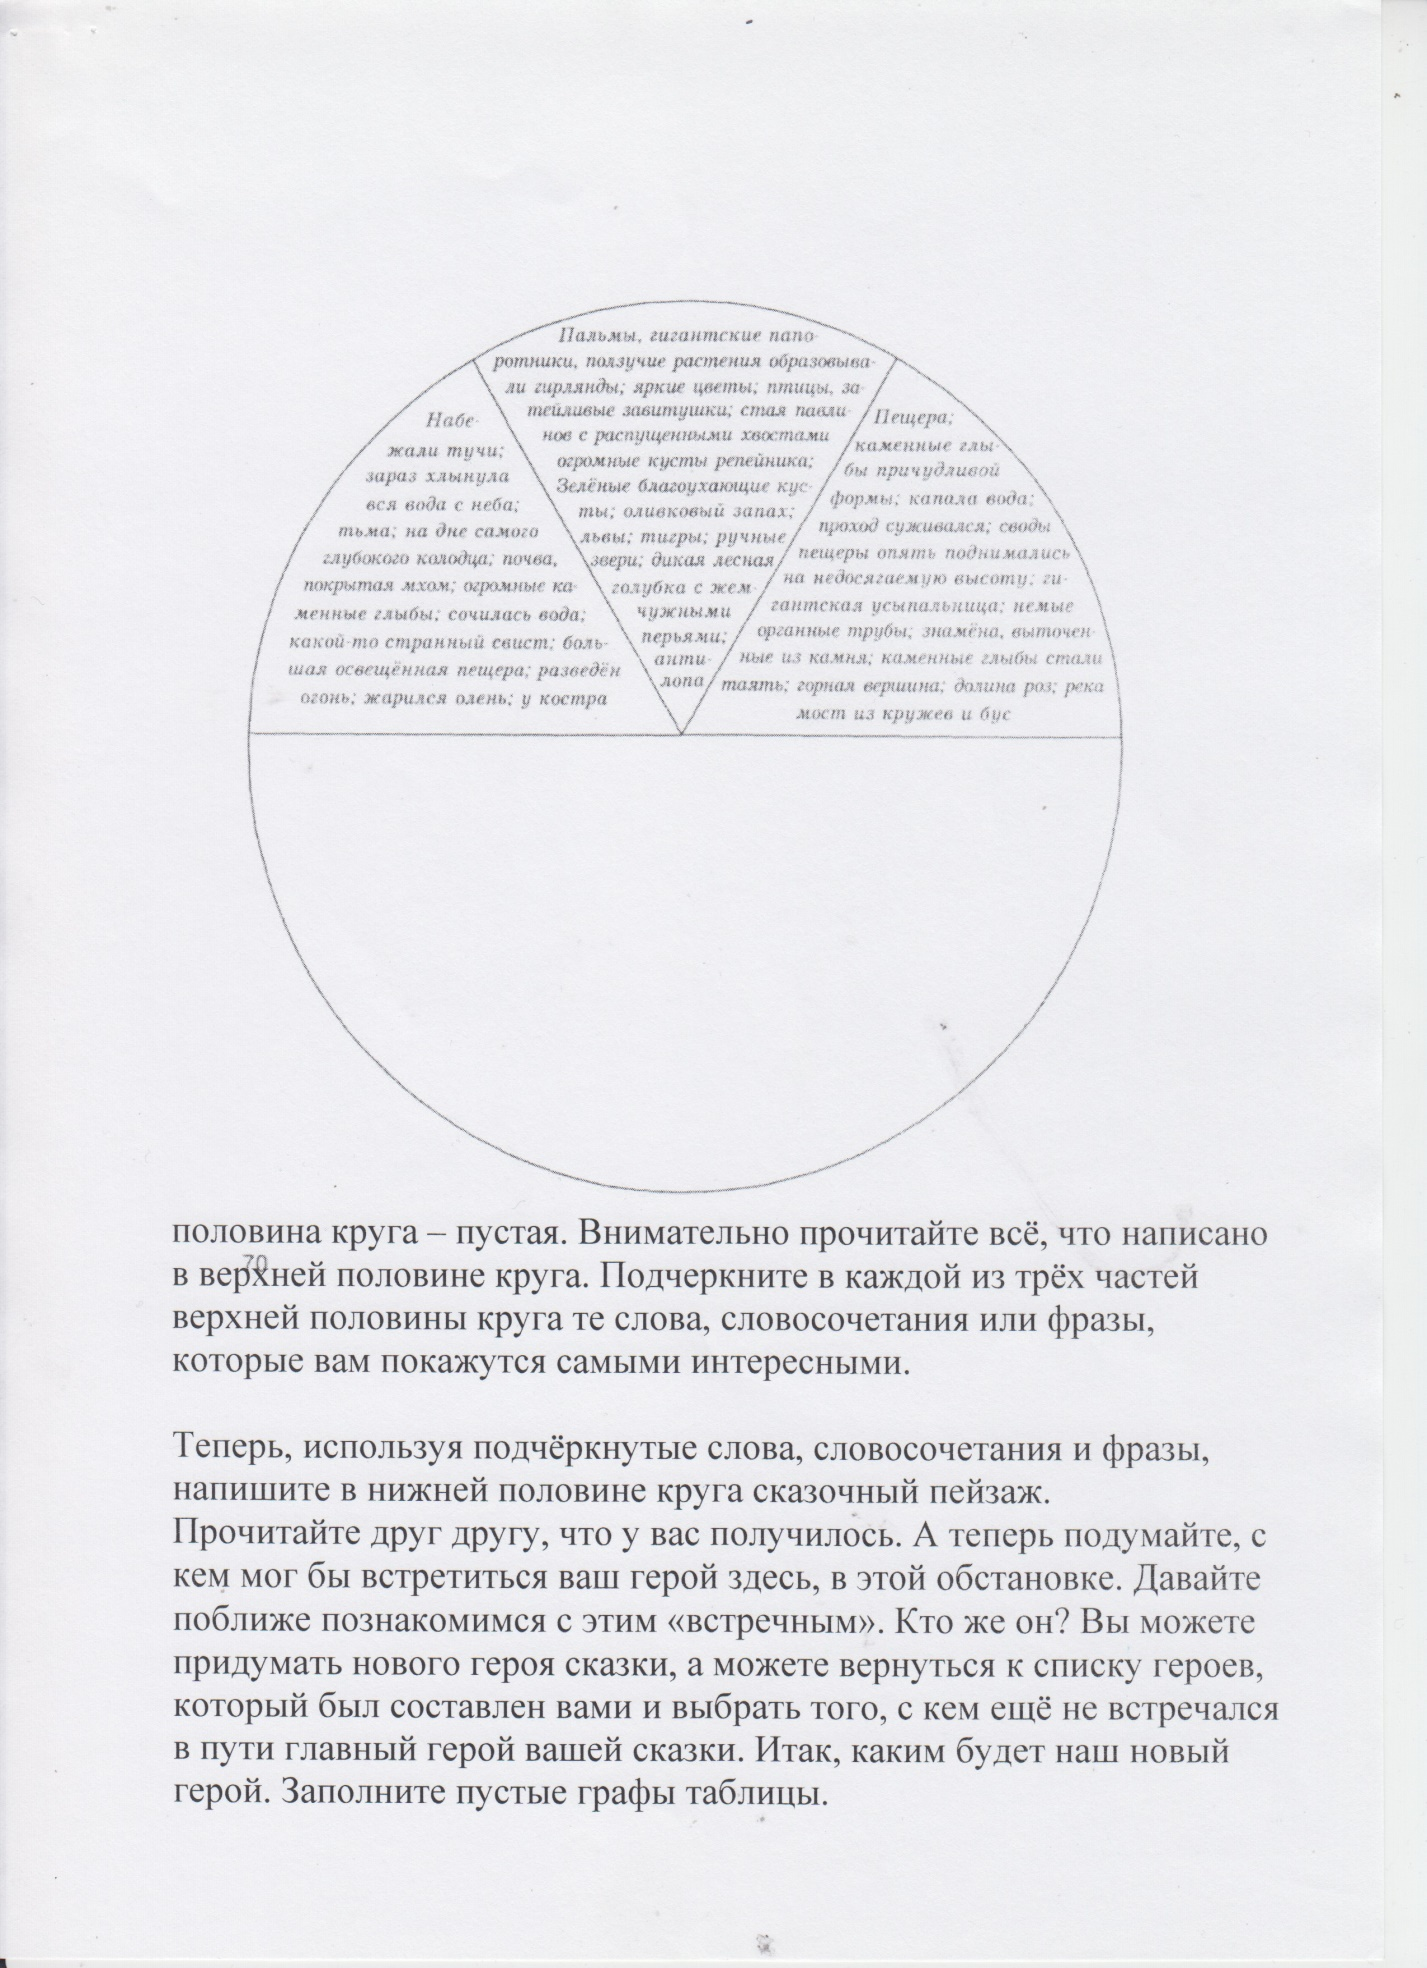 Пальмы, гигантские папо-
ротники, ползучие растения образовыва-
ли гирлянды; яркие цветы; птицы, за-
тейливые завитушки; стая павли-
нов с распущенными хвостами
огромные кусты репейника;
Зелёные благоухающие кус-
ты; оливковый запах;
львы; тигры; ручные
звери; дикая лесная
голубка с жем-
чужными
перьями;
анти-
лопа
Набе-
жали тучи;
зараз хлынула
вся вода с неба;
тьма; на дне самого
глубокого колодца; почва,
покрытая мхом; огромные ка-
менные глыбы; сочилась вода;
какой-то странный свист; боль-
шая освещённая пещера; разведён
огонь; жарился олень; у костра
Пещера;
каменные глы-
бы причудливой
формы; капала вода;
проход суживался; своды
пещеры опять поднимались
на недосягаемую высоту; ги-
гантская усыпальница; немые
органные трубы; знамёна, выточен-
ные из камня; каменные глыбы стали
таять; горная вершина; долина роз; река
мост из кружев и бус
половина круга – пустая. Внимательно прочитайте всё, что написано
70
в верхней половине круга. Подчеркните в каждой из трёх частей
верхней половины круга те слова, словосочетания или фразы,
которые вам покажутся самыми интересными.
Теперь, используя подчёркнутые слова, словосочетания и фразы,
напишите в нижней половине круга сказочный пейзаж.
Прочитайте друг другу, что у вас получилось. А теперь подумайте, с
кем мог бы встретиться ваш герой здесь, в этой обстановке. Давайте
поближе познакомимся с этим «встречным». Кто же он? Вы можете
придумать нового героя сказки, а можете вернуться к списку героев,
который был составлен вами и выбрать того, с кем ещё не встречался
в пути главный герой вашей сказки. Итак, каким будет наш новый
герой. Заполните пустые графы таблицы.